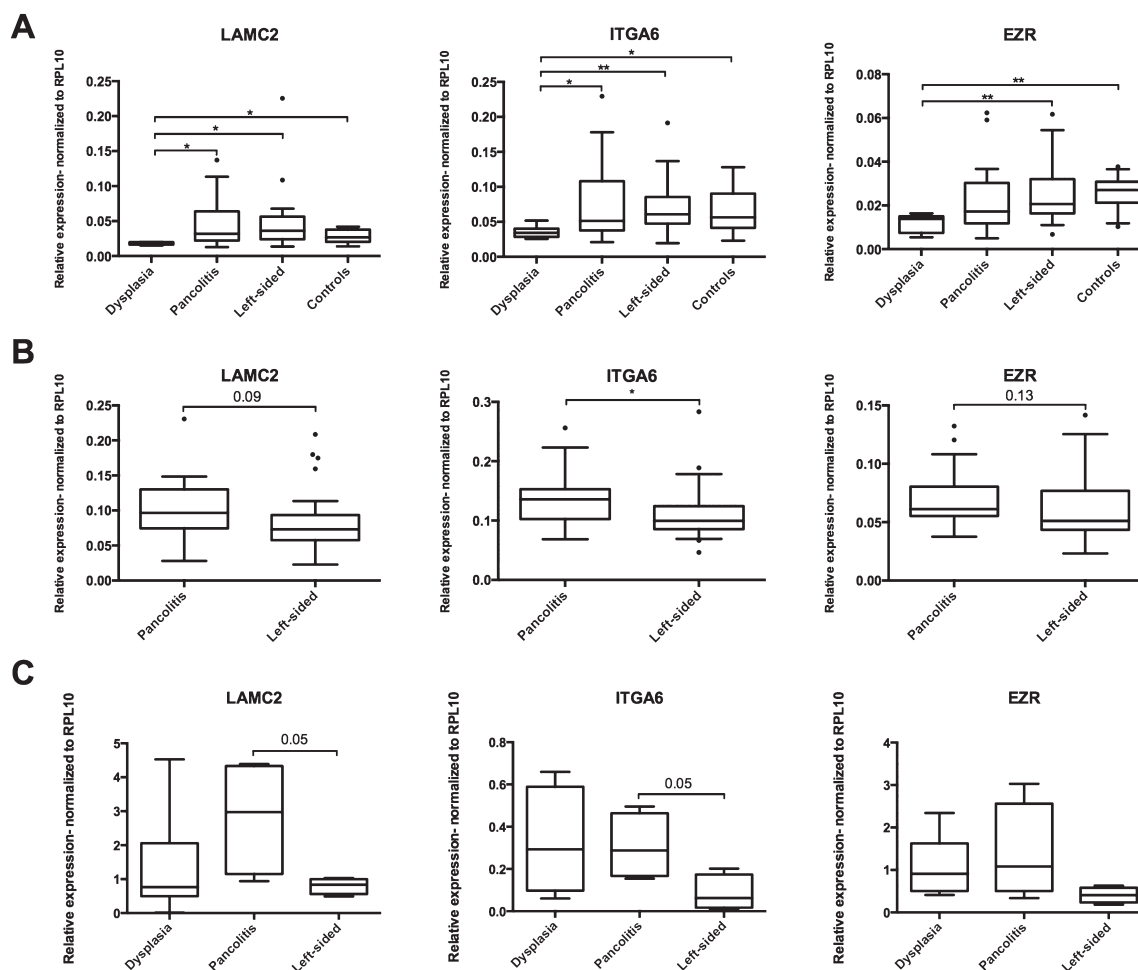 A
LAMC2
Relative expression- normalized to RPL10
0.25
0.20
0.15
0.10
0.05
0.00
*
*
*
Dysplasia
Pancolitis
Left-sided
Controls
ITGA6
Relative expression- normalized to RPL10
0.25
0.20
0.15
0.10
0.05
0.00
*
**
*
Dysplasia
Pancolitis
Left-sided
Controls
EZR
Relative expression- normalized to RPL10
0.08
0.06
0.04
0.02
0.00
**
**
Dysplasia
Pancolitis
Left-sided
Controls
B
LAMC2
Relative expression- normalized to RPL10
0.25
0.20
0.15
0.10
0.05
0.00
0.09
Pancolitis
Left-sided
ITGA6
Relative expression- normalized to RPL10
0.3
0.2
0.1
0.0
*
Pancolitis
Left-sided
EZR
Relative expression- normalized to RPL10
0.15
0.10
0.05
0.00
0.13
Pancolitis
Left-sided
C
LAMC2
Relative expression- normalized to RPL10
5
4
3
2
1
0
0.05
Dysplasia
Pancolitis
Left-sided
ITGA6
Relative expression- normalized to RPL10
0.8
0.6
0.4
0.2
0.0
0.05
Dysplasia
Pancolitis
Left-sided
EZR
Relative expression- normalized to RPL10
4
3
2
1
0
Dysplasia
Pancolitis
Left-sided